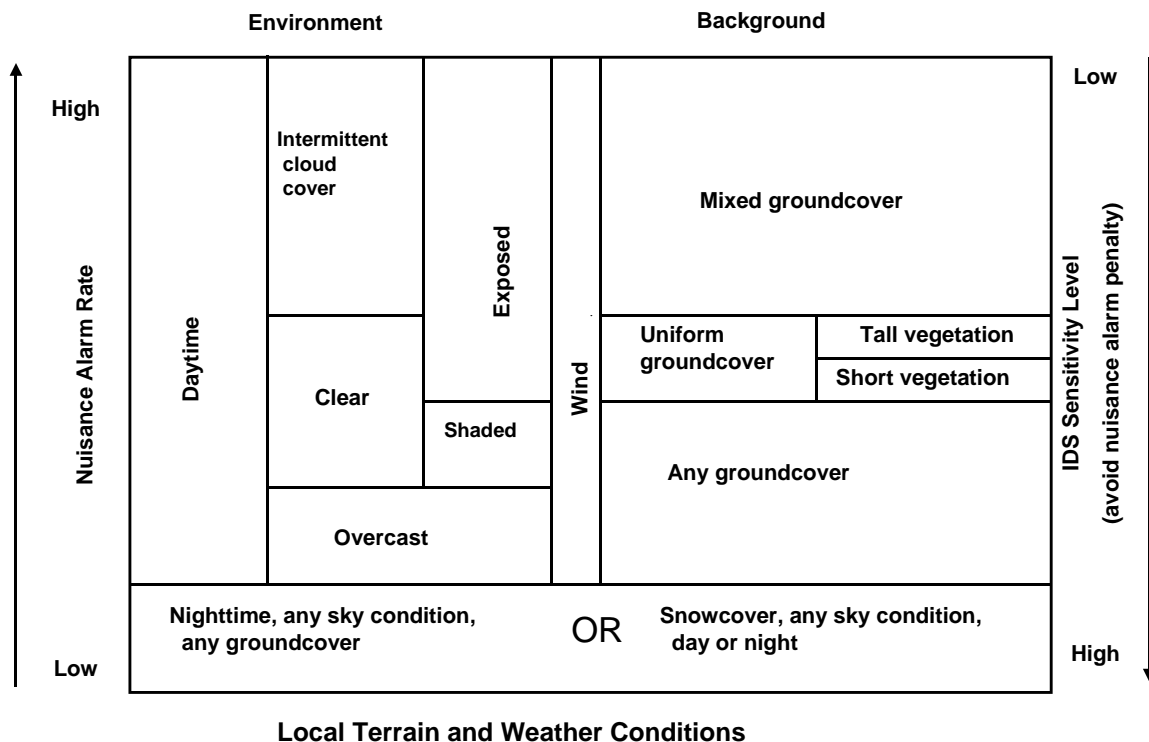 Environment
Background
High
Low
Intermittent
cloud
cover
Mixed groundcover
Exposed
Nuisance Alarm Rate
Daytime
Clear
Wind
Uniform
groundcover
Tall vegetation
Short vegetation
IDS Sensitivity Level
(avoid nuisance alarm penalty)
Shaded
Any groundcover
Overcast
Nighttime, any sky condition,
any groundcover
OR
Snowcover, any sky condition,
day or night
Low
High
Local Terrain and Weather Conditions